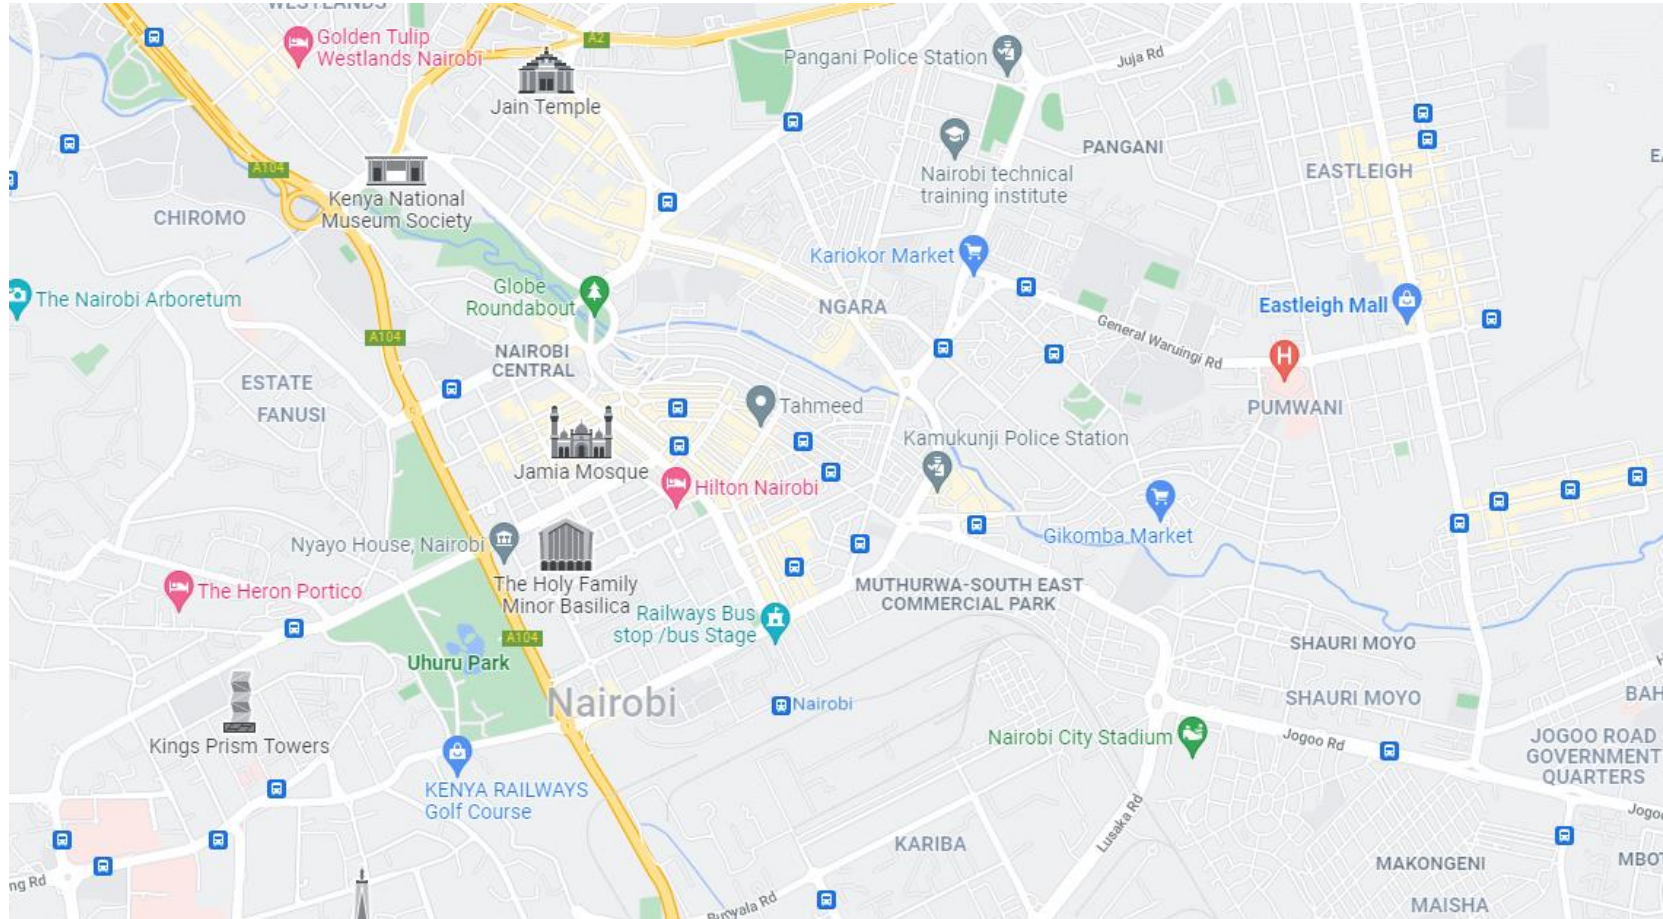 WESTLANDS
Golden Tulip
Westlands Nairobi
A2
Pangani Police Station
Juja Rd
Jain Temple
PANGANI
EASTLEIGH
A104
Kenya National
Museum Society
Nairobi technical
training institute
CHIROMO
Kariokor Market
The Nairobi Arboretum
Globe
Roundabout
NGARA
Eastleigh Mall
General Waruingi Rd
A104
NAIROBI
CENTRAL
ESTATE
FANUSI
H
PUMWANI
Tahmeed
Kamukunji Police Station
Jamia Mosque
Hilton Nairobi
Gikomba Market
Nyayo House, Nairobi
The Holy Family
Minor Basilica
The Heron Portico
MUTHURWA-SOUTH EAST
COMMERCIAL PARK
Railways Bus
stop /bus Stage
A104
Uhuru Park
SHAURI MOYO
Nairobi
Nairobi
SHAURI MOYO
BAH
Kings Prism Towers
Nairobi City Stadium
Jogoo Rd
JOGOO ROAD
GOVERNMENT
QUARTERS
KENYA RAILWAYS
Golf Course
Jogo
Lusaka Rd
KARIBA
MAKONGENI
MBO
ng Rd
MAISHA